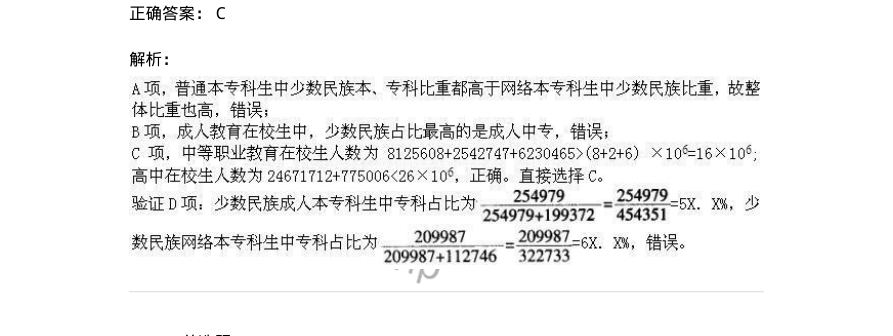 正确答案： C
解析：
A 项，普通本专科生中少数民族本、专科比重都高于网络本专科生中少数民族比重，故整
体比重也高，错误；
B 项，成人教育在校生中，少数民族占比最高的是成人中专，错误；
C 项，中等职业教育在校生人数为 8125608+2542747+6230465>(8+2+6) ×10⁶=16×10⁶；
高中在校生人数为 24671712+775006<26×10⁶，正确。直接选择 C。
验证 D 项：少数民族成人本专科生中专科占比为 254979/254979+199372 = 254979/454351 =5X．X%，少
数民族网络本专科生中专科占比为 209987/209987+112746 = 209987/322733 =6X．X%，错误。